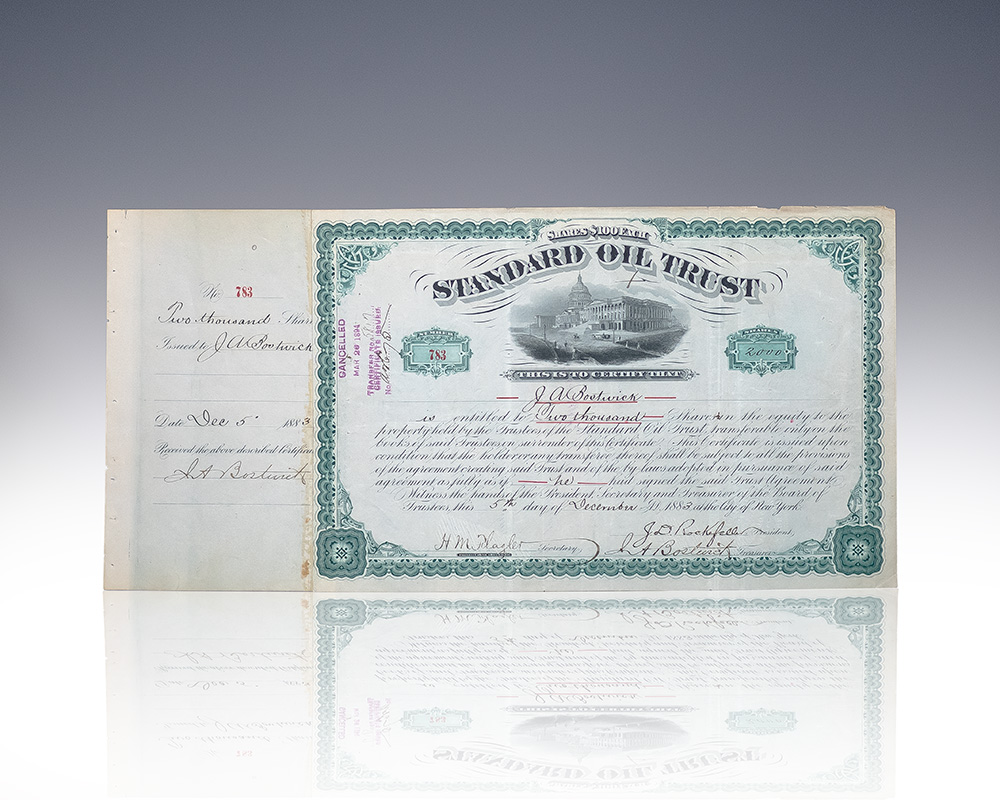 No. 783
Two thousand Shar
Issued to J A Bostwick
Date Dec 5 1883
Received the above described Certifica
J A Bostwick
CANCELLED
MAR 26 1894
TRANSFER
CERTIFICATE ISSUED
No.
SHARES $100 EACH
STANDARD OIL TRUST
783
2000
THIS IS TO CERTIFY THAT
J A Bostwick
is entitled to Two thousand Shares in the equity to the
property held by the Trustees of the Standard Oil Trust, transferable only on the
books of said Trustees on surrender of this Certificate. This Certificate is issued upon
condition that the holder or any transferee thereof shall be subject to all the provisions
of the agreement creating said Trust and of the by laws adopted in pursuance of said
agreement as fully as if he had signed the said Trust Agreement.
Witness the hands of the President, Secretary and Treasurer of the Board of
Trustees, this 5th day of December A.D. 1883 at the City of New York.
H M Flagler Secretary.
J. D. Rockefeller President.
J A Bostwick Treasurer.